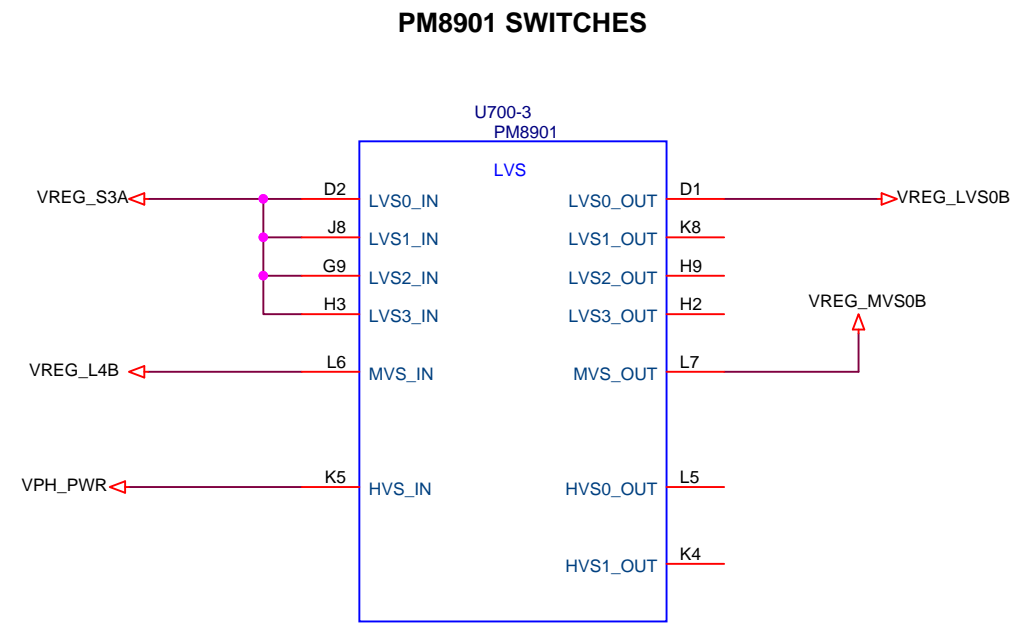 PM8901 SWITCHES
U700-3
PM8901
LVS
VREG_S3A D2 LVS0_IN LVS0_OUT D1 VREG_LVS0B
J8 LVS1_IN LVS1_OUT K8
G9 LVS2_IN LVS2_OUT H9
H3 LVS3_IN LVS3_OUT H2 VREG_MVS0B
VREG_L4B L6 MVS_IN MVS_OUT L7
VPH_PWR K5 HVS_IN HVS0_OUT L5
HVS1_OUT K4